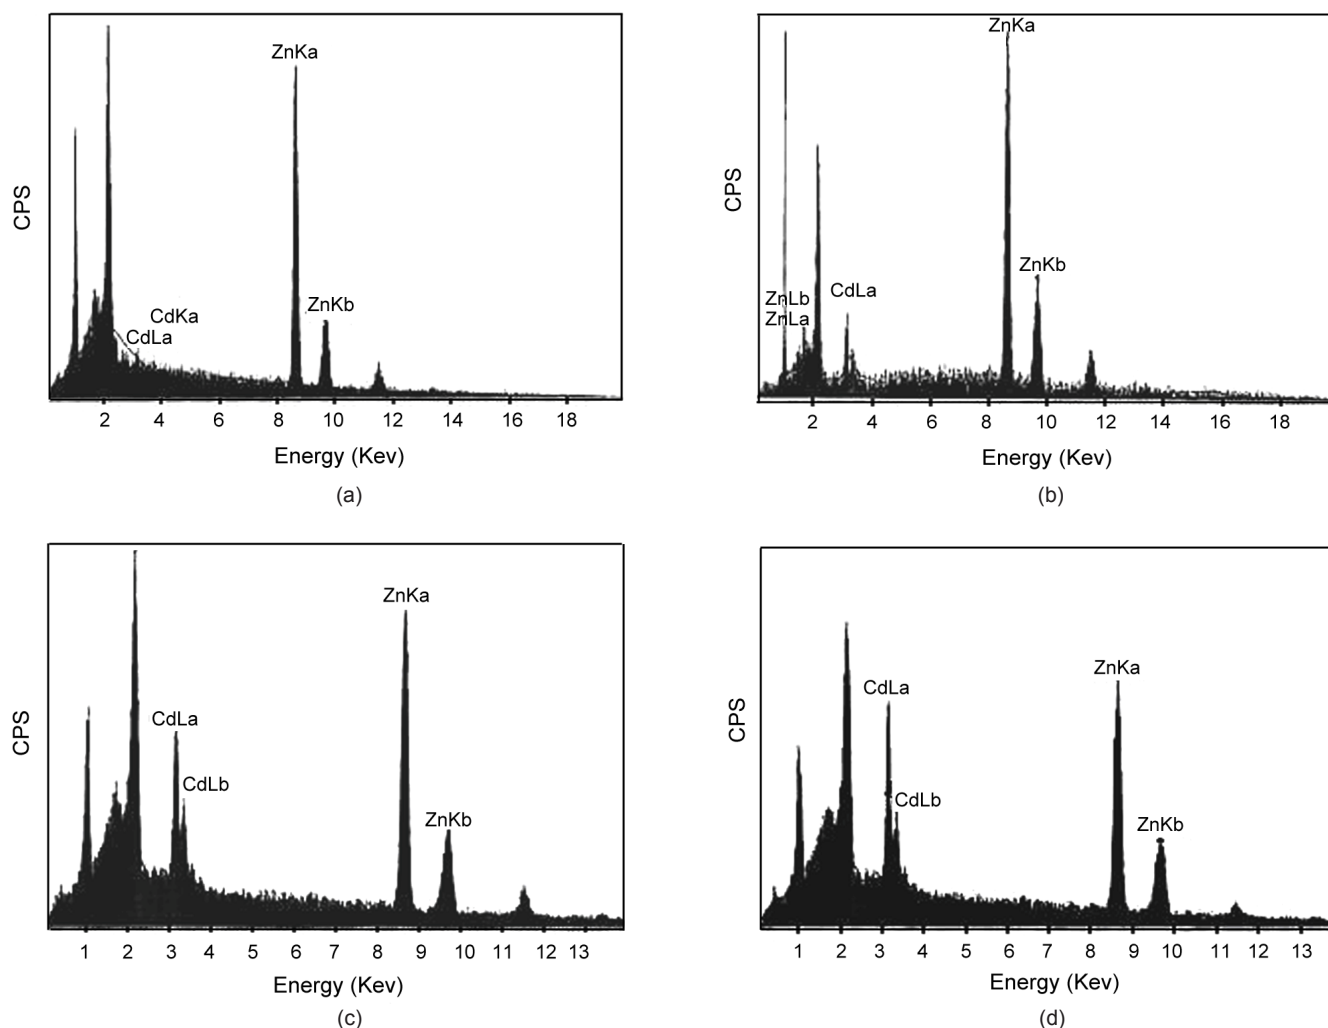 ZnKa
CPS
ZnKb
CdKa
CdLa
2 4 6 8 10 12 14 16 18
Energy (Kev)
(a)
ZnKa
CPS
ZnKb
CdLa
ZnLb
ZnLa
2 4 6 8 10 12 14 16 18
Energy (Kev)
(b)
ZnKa
CdLa
CPS
CdLb
ZnKb
1 2 3 4 5 6 7 8 9 10 11 12 13
Energy (Kev)
(c)
ZnKa
CdLa
CPS
CdLb
ZnKb
1 2 3 4 5 6 7 8 9 10 11 12 13
Energy (Kev)
(d)